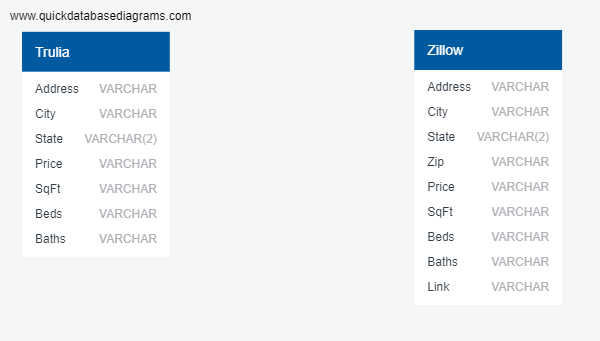 www.quickdatabasediagrams.com
Trulia
Address VARCHAR
City VARCHAR
State VARCHAR(2)
Price VARCHAR
SqFt VARCHAR
Beds VARCHAR
Baths VARCHAR
Zillow
Address VARCHAR
City VARCHAR
State VARCHAR(2)
Zip VARCHAR
Price VARCHAR
SqFt VARCHAR
Beds VARCHAR
Baths VARCHAR
Link VARCHAR